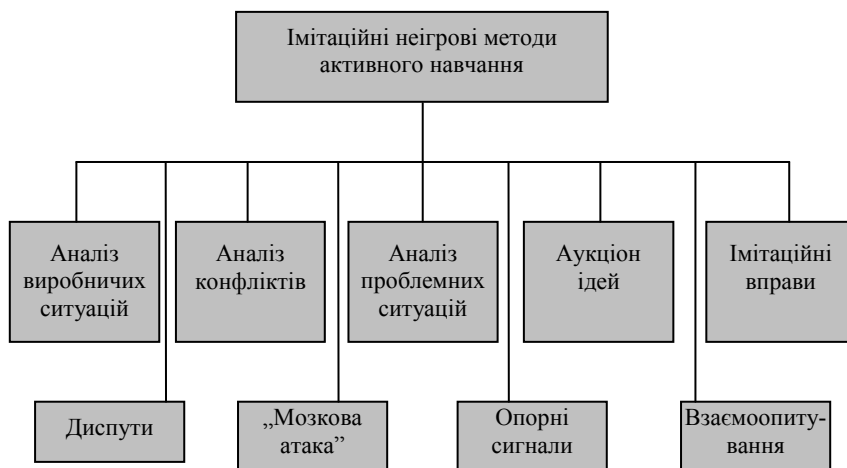 Імітаційні неігрові методи
активного навчання
Аналіз
виробничих
ситуацій
Аналіз
конфліктів
Аналіз
проблемних
ситуацій
Аукціон
ідей
Імітаційні
вправи
Диспути
„Мозкова
атака”
Опорні
сигнали
Взаємоопиту-
вання